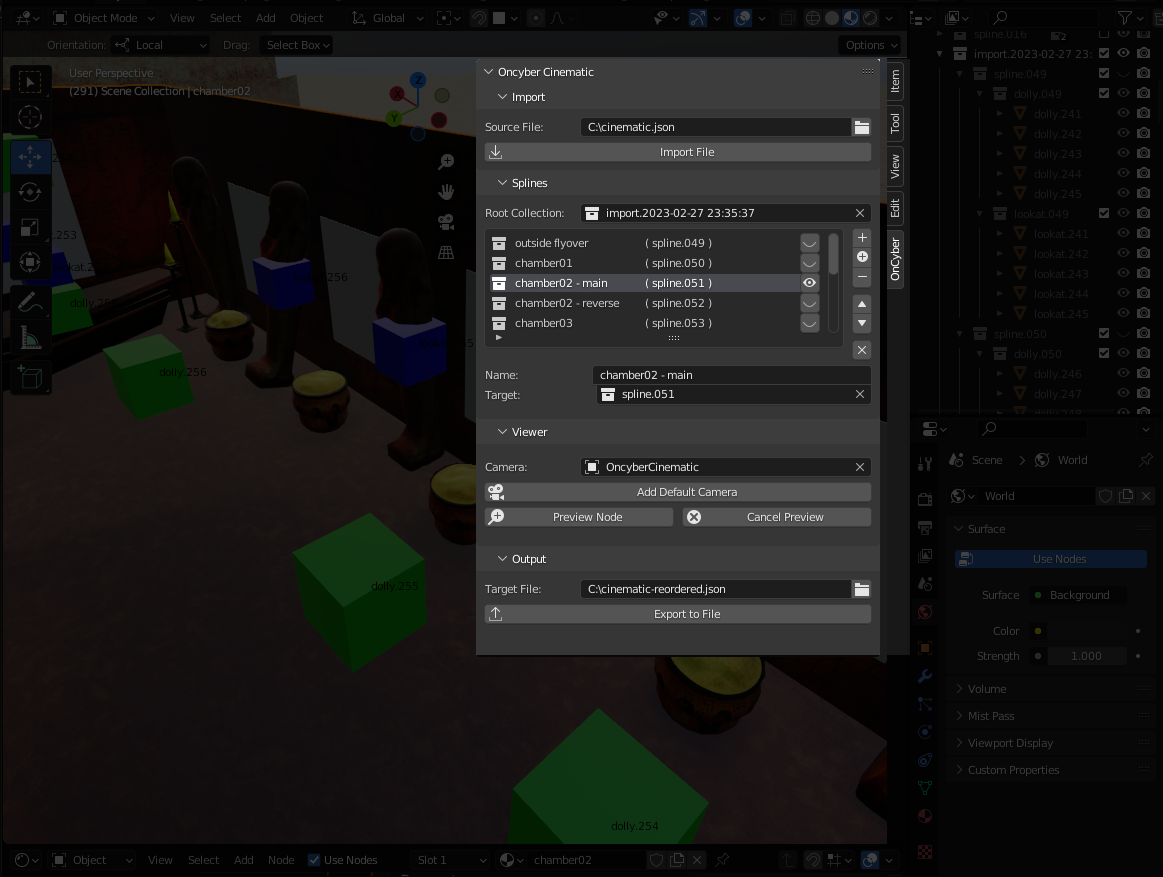 Object Mode View Select Add Object Global
Orientation: Local Drag: Select Box Options
User Perspective
(291) Scene Collection | chamber02
Oncyber Cinematic
Import
Source File: C:\cinematic.json
Import File
Splines
Root Collection: import.2023-02-27 23:35:37
outside flyover ( spline.049 )
chamber01 ( spline.050 )
chamber02 - main ( spline.051 )
chamber02 - reverse ( spline.052 )
chamber03 ( spline.053 )
Name: chamber02 - main
Target: spline.051
Viewer
Camera: OncyberCinematic
Add Default Camera
Preview Node Cancel Preview
Output
Target File: C:\cinematic-reordered.json
Export to File
Item
Tool
View
Edit
OnCyber
Z
X
Y
.253
256
dolly.256
dolly.255
dolly.254
spline.016
import.2023-02-27 23:
spline.049
dolly.049
dolly.241
dolly.242
dolly.243
dolly.244
dolly.245
lookat.049
lookat.241
lookat.242
lookat.243
lookat.244
lookat.245
spline.050
dolly.050
dolly.246
dolly.247
Scene World
World
Surface
Use Nodes
Surface Background
Color
Strength 1.000
Volume
Mist Pass
Viewport Display
Custom Properties
Object View Select Add Node Use Nodes Slot 1 chamber02